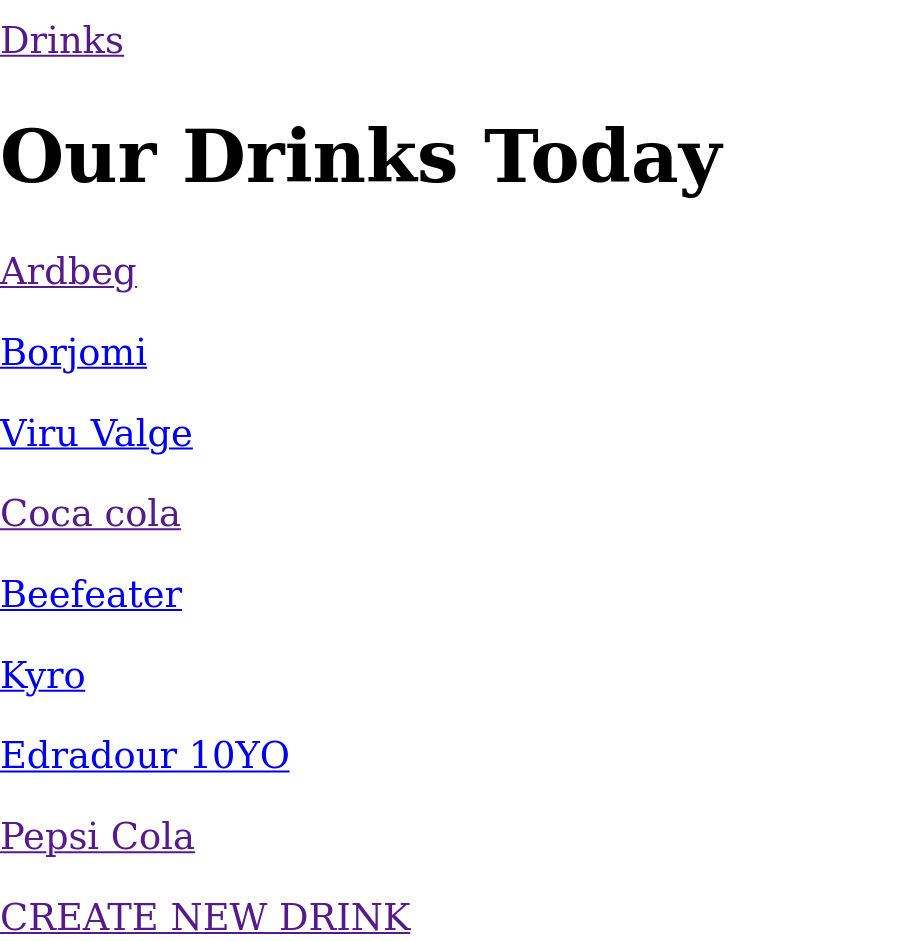 Drinks
Our Drinks Today
Ardbeg
Borjomi
Viru Valge
Coca cola
Beefeater
Kyro
Edradour 10YO
Pepsi Cola
CREATE NEW DRINK